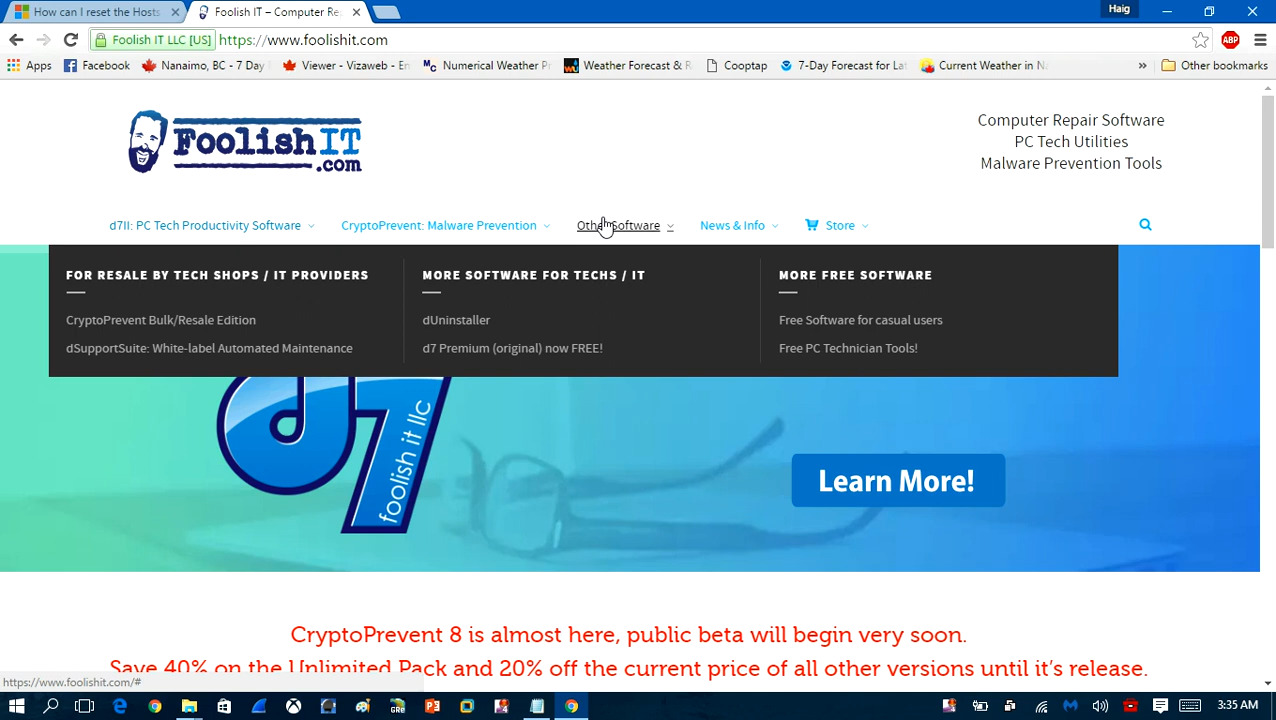 How can I reset the Hosts
Foolish IT – Computer Re
Haig
Foolish IT LLC [US]
https://www.foolishit.com
ABP
Apps
Facebook
Nanaimo, BC - 7 Day
Viewer - Vizaweb - En
Numerical Weather Pr
Weather Forecast & R
Cooptap
7-Day Forecast for Lat
Current Weather in Na
Other bookmarks
FoolishIT
.com
Computer Repair Software
PC Tech Utilities
Malware Prevention Tools
d7II: PC Tech Productivity Software
CryptoPrevent: Malware Prevention
Other Software
News & Info
Store
FOR RESALE BY TECH SHOPS / IT PROVIDERS
CryptoPrevent Bulk/Resale Edition
dSupportSuite: White-label Automated Maintenance
MORE SOFTWARE FOR TECHS / IT
dUninstaller
d7 Premium (original) now FREE!
MORE FREE SOFTWARE
Free Software for casual users
Free PC Technician Tools!
d7
foolish it llc
Learn More!
CryptoPrevent 8 is almost here, public beta will begin very soon.
Save 40% on the Unlimited Pack and 20% off the current price of all other versions until it's release.
https://www.foolishit.com/#
3:35 AM